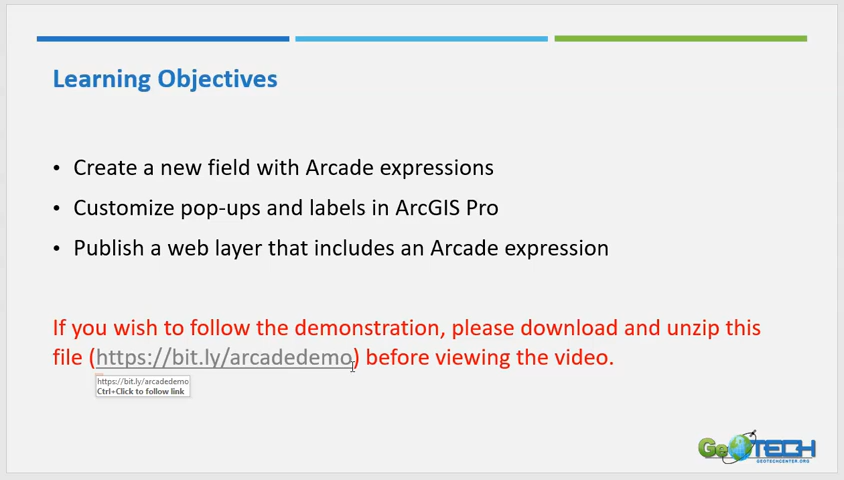 Learning Objectives
• Create a new field with Arcade expressions
• Customize pop-ups and labels in ArcGIS Pro
• Publish a web layer that includes an Arcade expression
If you wish to follow the demonstration, please download and unzip this
file (https://bit.ly/arcadedemo) before viewing the video.
https://bit.ly/arcadedemo
Ctrl+Click to follow link
GeoTECH
GEOTECHCENTER.ORG